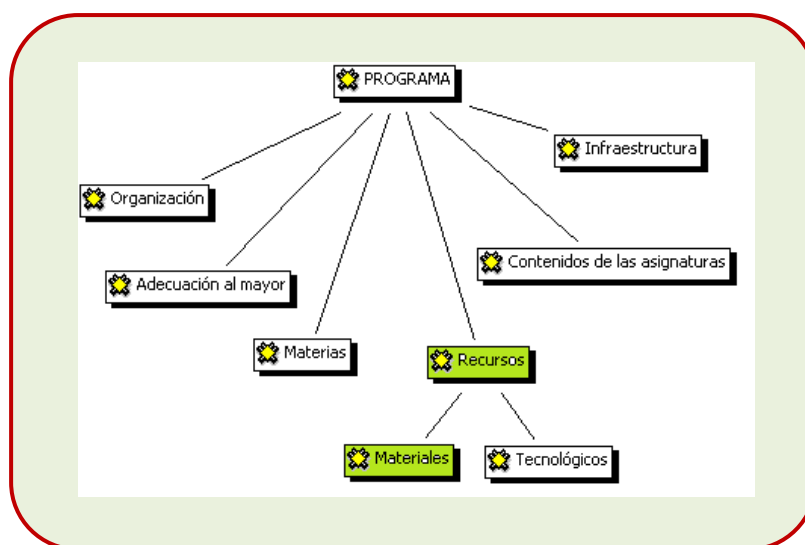 PROGRAMA
Infraestructura
Organización
Contenidos de las asignaturas
Adecuación al mayor
Materias
Recursos
Materiales
Tecnológicos